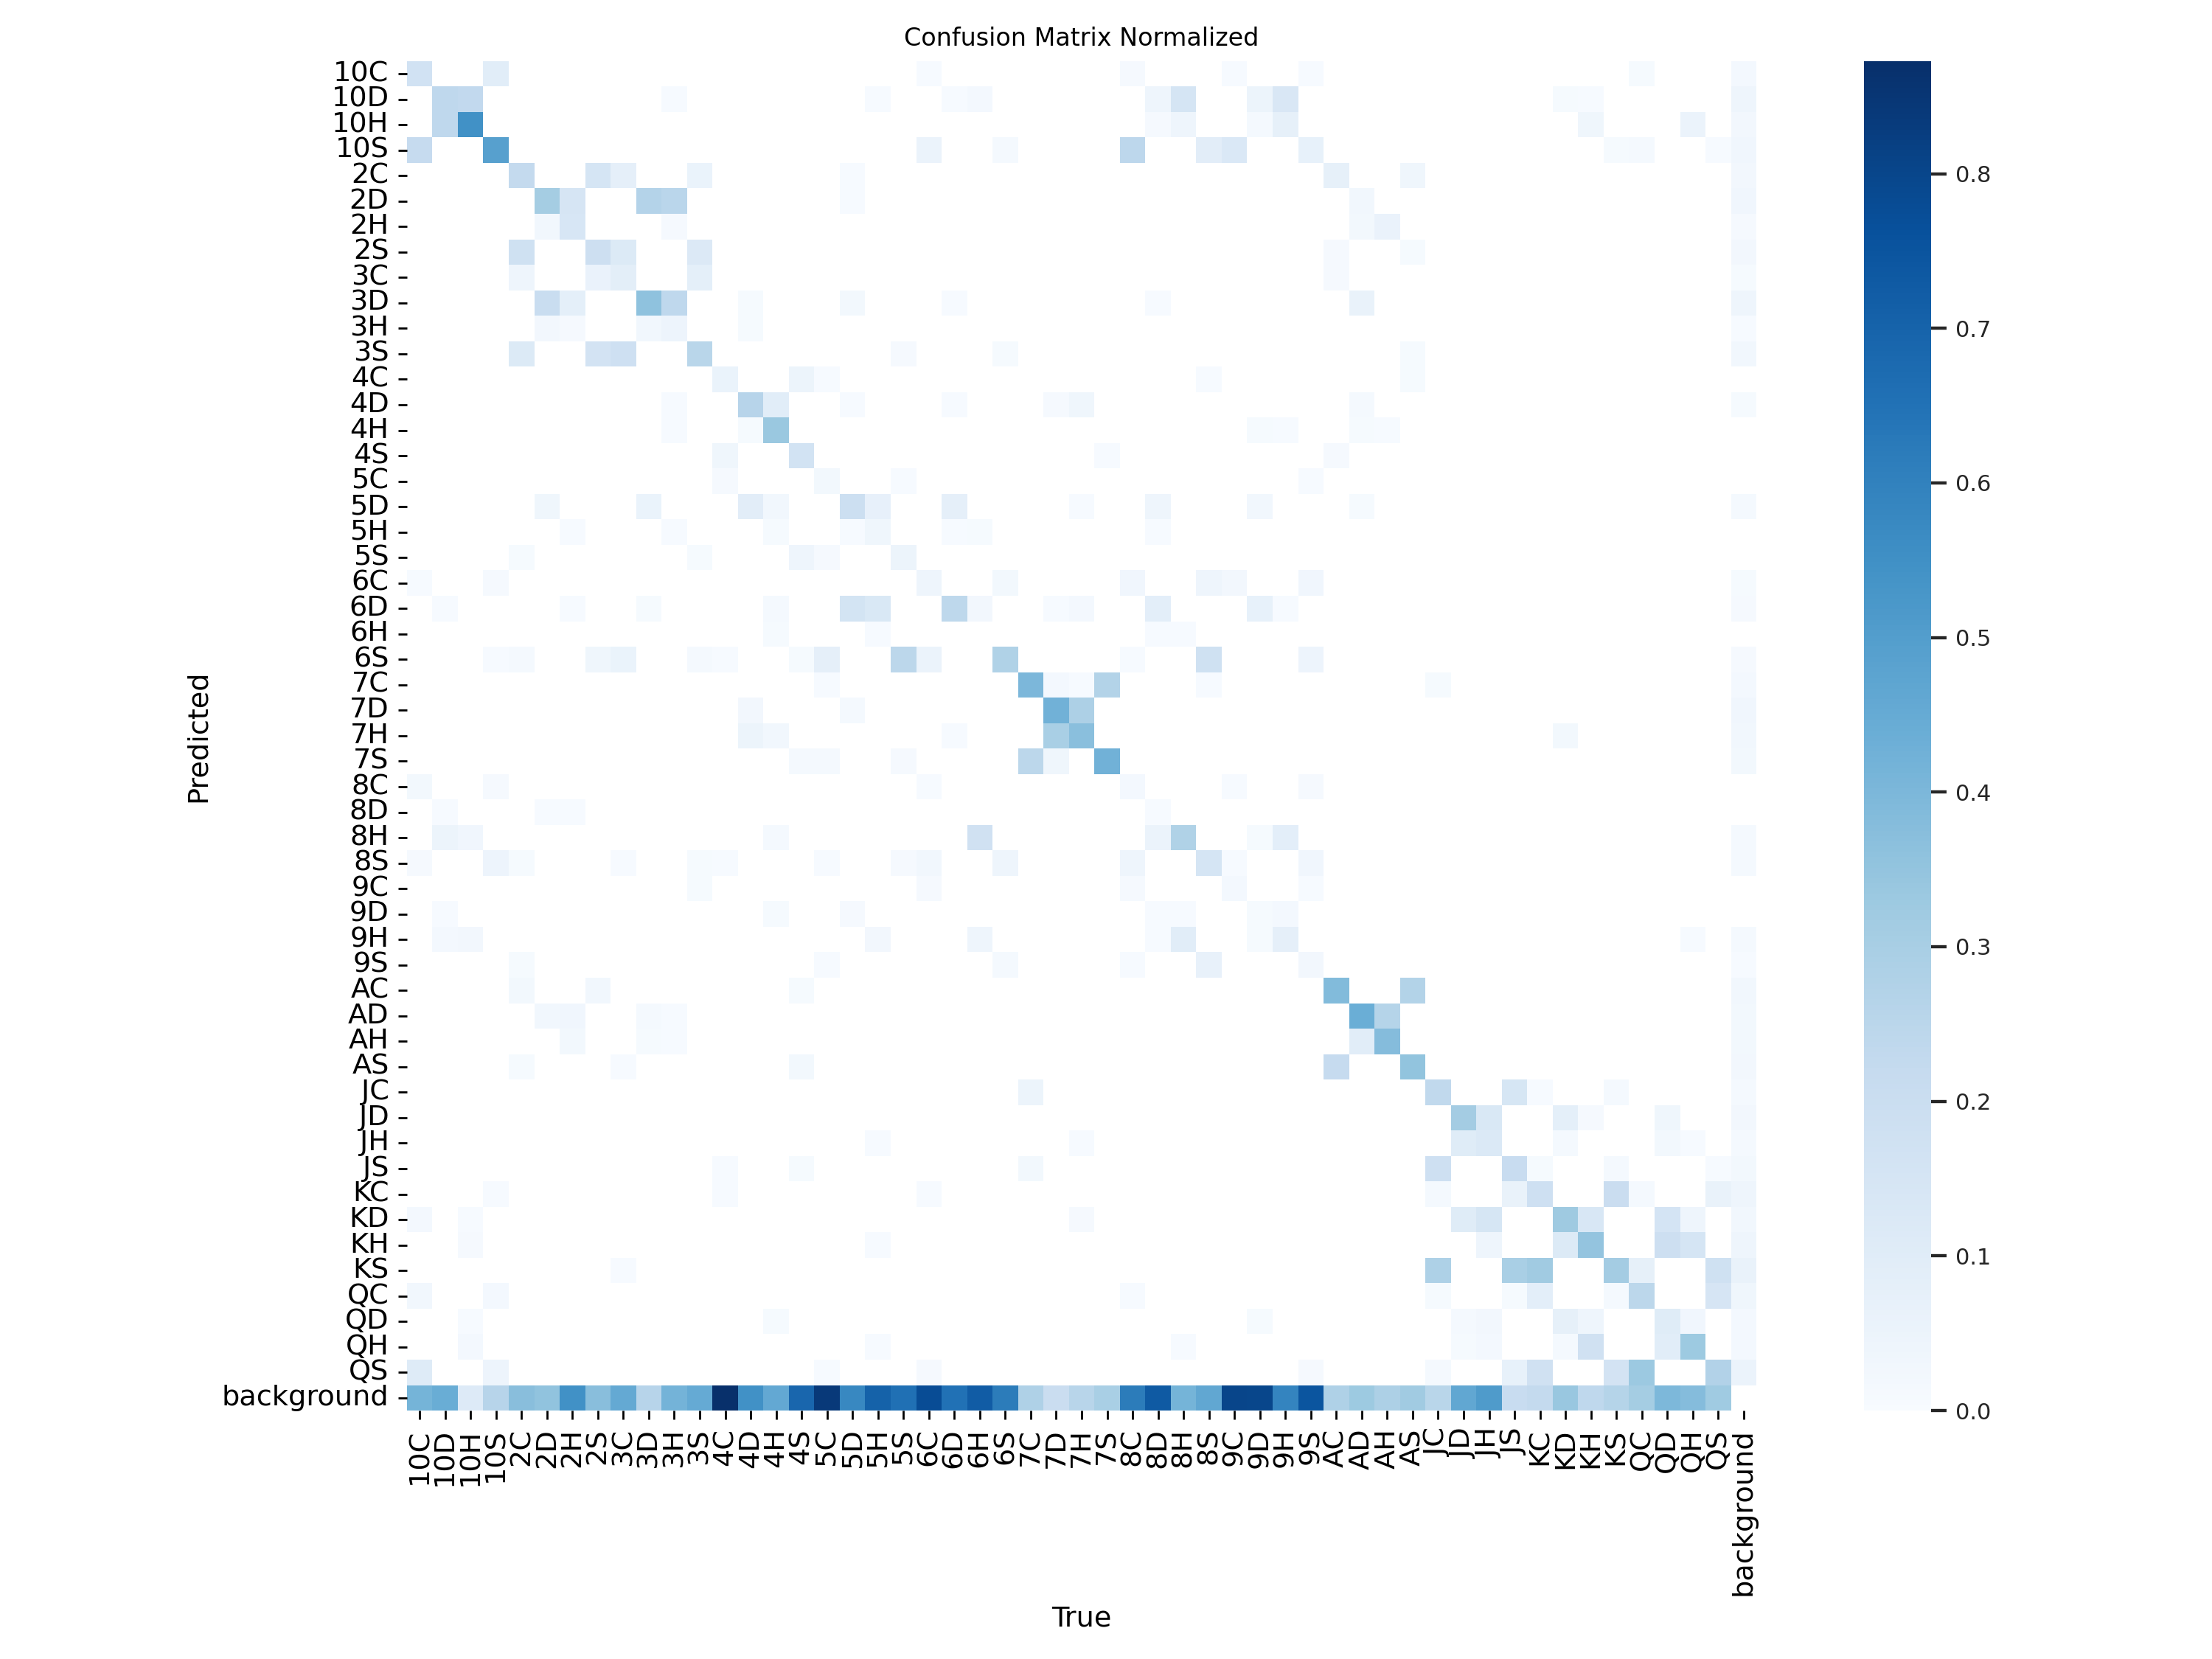 Confusion Matrix Normalized
Predicted
10C
10D
10H
10S
2C
2D
2H
2S
3C
3D
3H
3S
4C
4D
4H
4S
5C
5D
5H
5S
6C
6D
6H
6S
7C
7D
7H
7S
8C
8D
8H
8S
9C
9D
9H
9S
AC
AD
AH
AS
JC
JD
JH
JS
KC
KD
KH
KS
QC
QD
QH
QS
background
10C 10D 10H 10S 2C 2D 2H 2S 3C 3D 3H 3S 4C 4D 4H 4S 5C 5D 5H 5S 6C 6D 6H 6S 7C 7D 7H 7S 8C 8D 8H 8S 9C 9D 9H 9S AC AD AH AS JC JD JH JS KC KD KH KS QC QD QH QS background
True
0.8
0.7
0.6
0.5
0.4
0.3
0.2
0.1
0.0